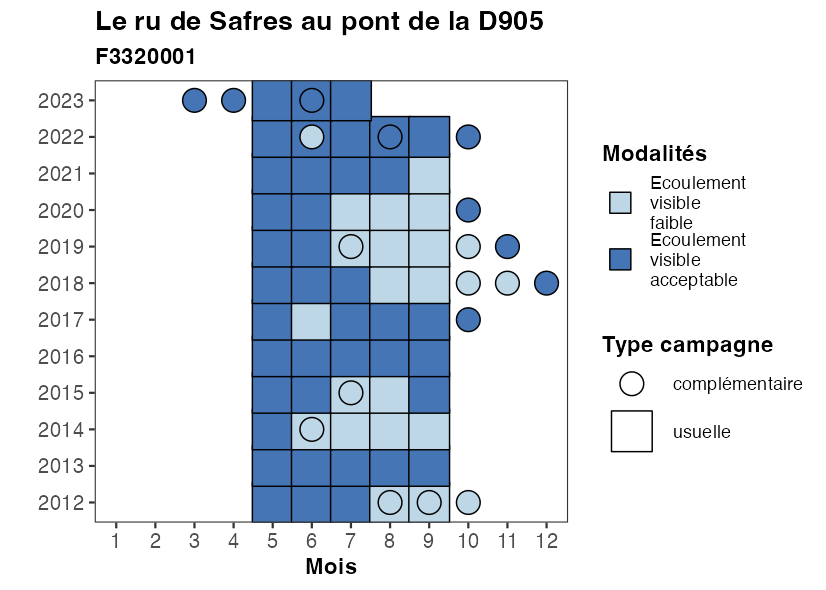 Le ru de Safres au pont de la D905
F3320001
2023
2022
2021
2020
2019
2018
2017
2016
2015
2014
2013
2012
1 2 3 4 5 6 7 8 9 10 11 12
Mois
Modalités
Ecoulement
visible
faible
Ecoulement
visible
acceptable
Type campagne
complémentaire
usuelle